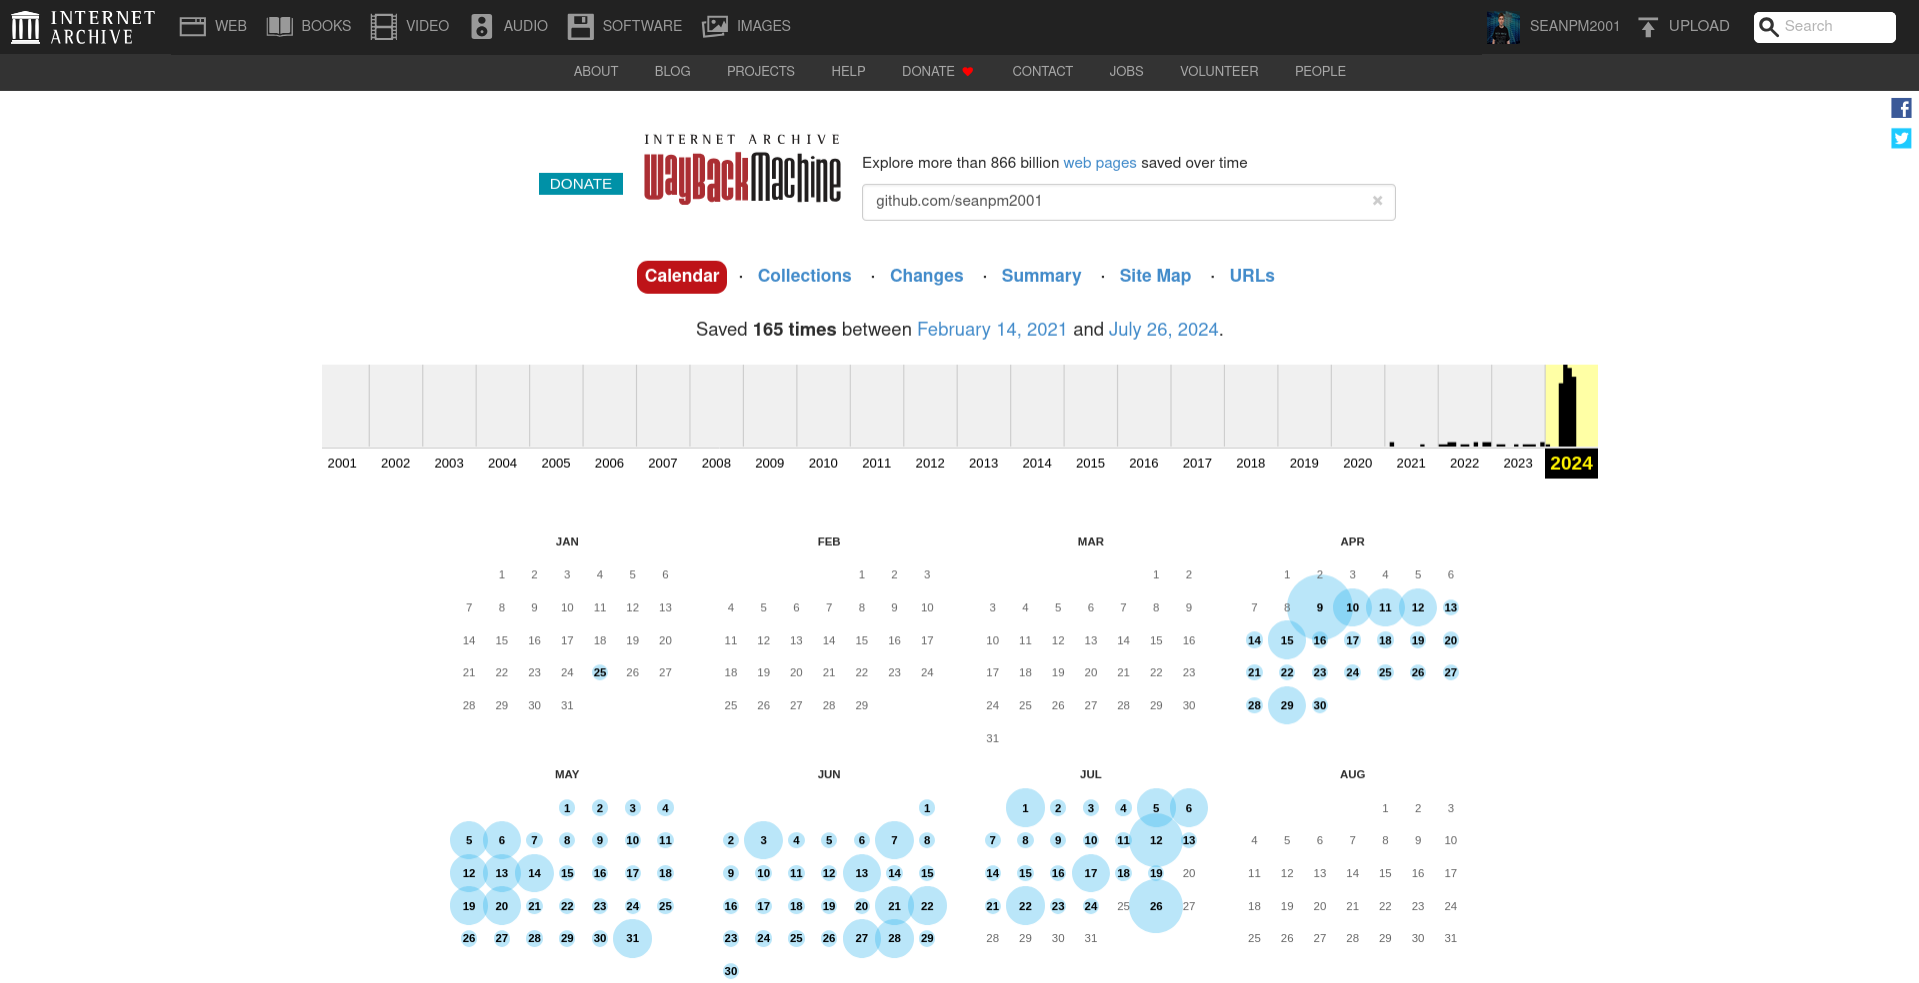 INTERNET ARCHIVE WEB BOOKS VIDEO AUDIO SOFTWARE IMAGES SEANPM2001 UPLOAD Search
ABOUT BLOG PROJECTS HELP DONATE CONTACT JOBS VOLUNTEER PEOPLE
INTERNET ARCHIVE
WayBackMachine
DONATE
Explore more than 866 billion web pages saved over time
github.com/seanpm2001
Calendar · Collections · Changes · Summary · Site Map · URLs
Saved 165 times between February 14, 2021 and July 26, 2024.
2001 2002 2003 2004 2005 2006 2007 2008 2009 2010 2011 2012 2013 2014 2015 2016 2017 2018 2019 2020 2021 2022 2023 2024
JAN
1 2 3 4 5 6
7 8 9 10 11 12 13
14 15 16 17 18 19 20
21 22 23 24 25 26 27
28 29 30 31
FEB
1 2 3
4 5 6 7 8 9 10
11 12 13 14 15 16 17
18 19 20 21 22 23 24
25 26 27 28 29
MAR
1 2
3 4 5 6 7 8 9
10 11 12 13 14 15 16
17 18 19 20 21 22 23
24 25 26 27 28 29 30
31
APR
1 2 3 4 5 6
7 8 9 10 11 12 13
14 15 16 17 18 19 20
21 22 23 24 25 26 27
28 29 30
MAY
1 2 3 4
5 6 7 8 9 10 11
12 13 14 15 16 17 18
19 20 21 22 23 24 25
26 27 28 29 30 31
JUN
1
2 3 4 5 6 7 8
9 10 11 12 13 14 15
16 17 18 19 20 21 22
23 24 25 26 27 28 29
30
JUL
1 2 3 4 5 6
7 8 9 10 11 12 13
14 15 16 17 18 19 20
21 22 23 24 25 26 27
28 29 30 31
AUG
1 2 3
4 5 6 7 8 9 10
11 12 13 14 15 16 17
18 19 20 21 22 23 24
25 26 27 28 29 30 31